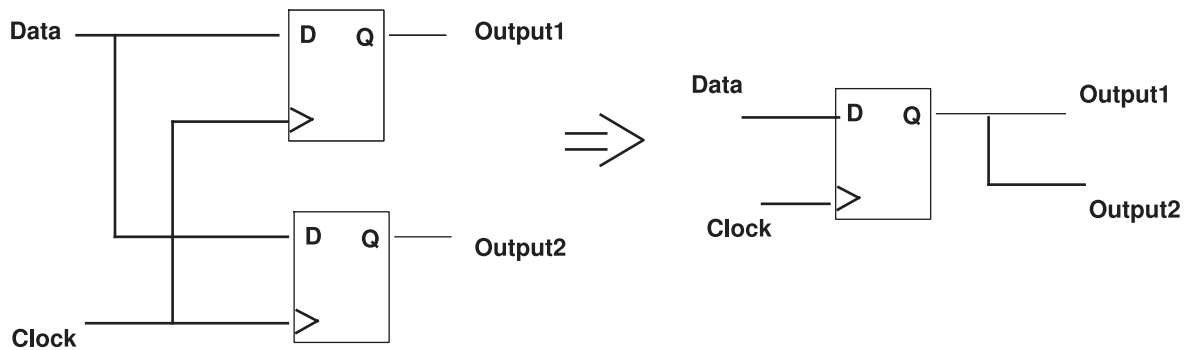 Data
D Q
Output1
D Q
Output2
Clock
Data
D Q
Output1
Output2
Clock